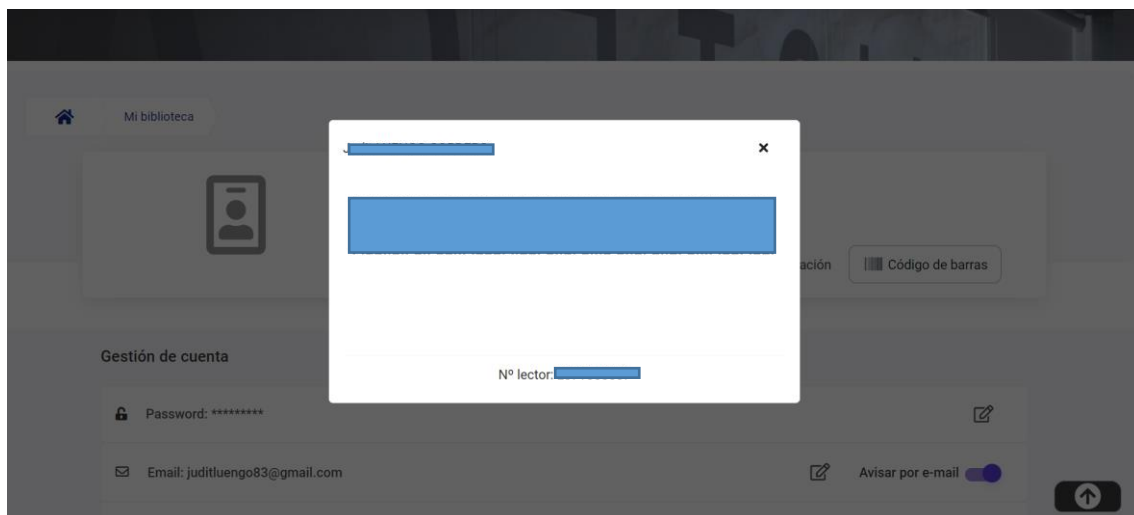 Mi biblioteca
×
ación
Código de barras
Gestión de cuenta
Nº lector:
Password: *********
Email: juditluengo83@gmail.com
Avisar por e-mail